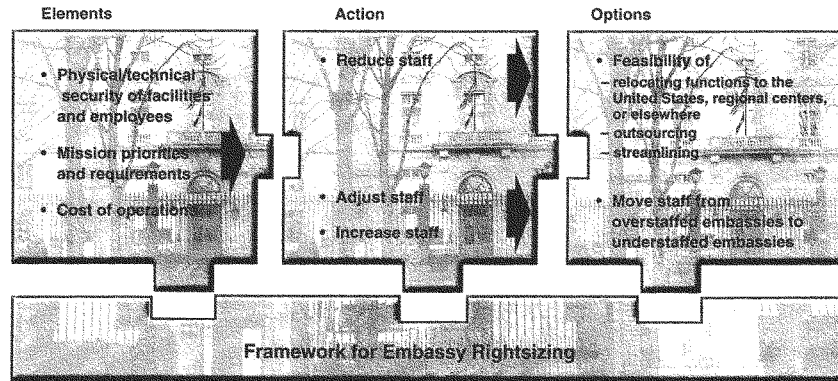 Elements
Action
Options
• Physical/technical
security of facilities
and employees
• Mission priorities
and requirements
• Cost of operations
• Reduce staff
• Adjust staff
• Increase staff
• Feasibility of
– relocating functions to the
United States, regional centers,
or elsewhere
– outsourcing
– streamlining
• Move staff from
overstaffed embassies to
understaffed embassies
Framework for Embassy Rightsizing